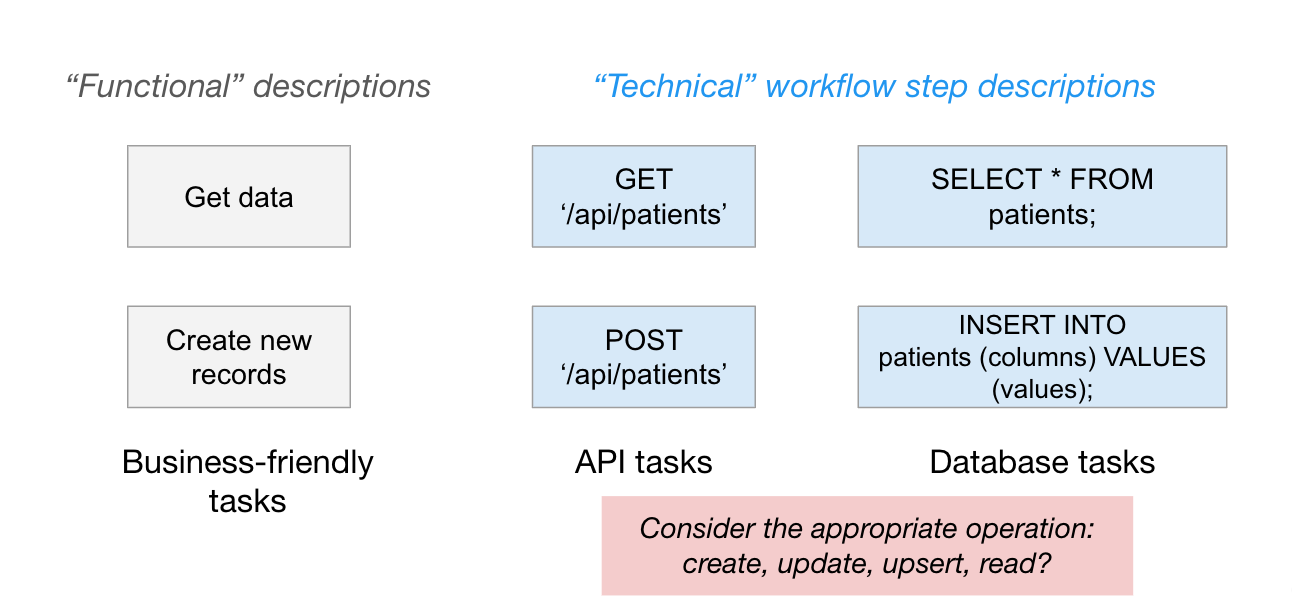 “Functional” descriptions
“Technical” workflow step descriptions
Get data
GET
‘/api/patients’
SELECT * FROM
patients;
Create new
records
POST
‘/api/patients’
INSERT INTO
patients (columns) VALUES
(values);
Business-friendly
tasks
API tasks
Database tasks
Consider the appropriate operation:
create, update, upsert, read?